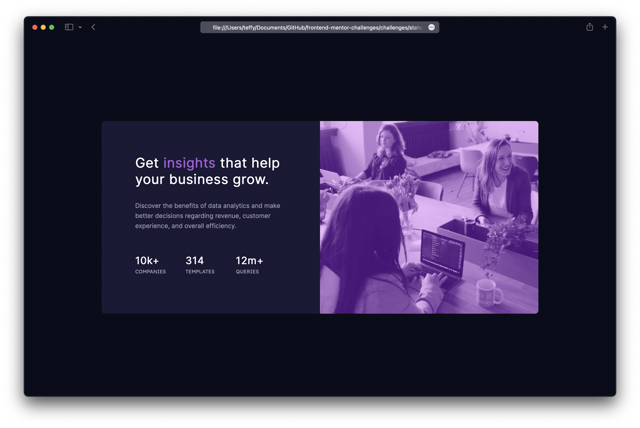 file:///Users/teffy/Documents/GitHub/frontend-mentor-challenges/challenges/stats
Get insights that help
your business grow.
Discover the benefits of data analytics and make
better decisions regarding revenue, customer
experience, and overall efficiency.
10k+ 314 12m+
COMPANIES TEMPLATES QUERIES